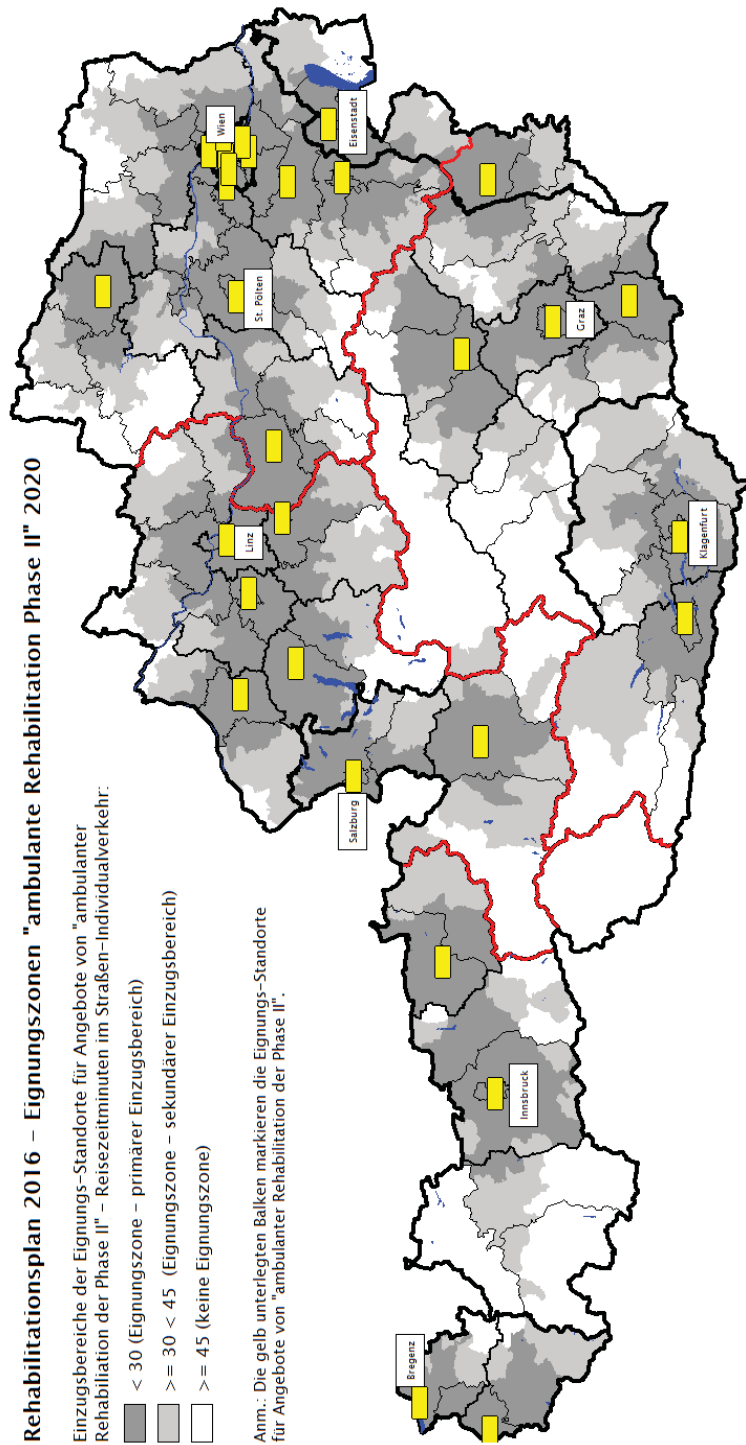 Rehabilitationsplan 2016 – Eignungszonen "ambulante Rehabilitation Phase II" 2020
Einzugsbereiche der Eignungs-Standorte für Angebote von "ambulanter
Rehabiliation der Phase II" – Reisezeitminuten im Straßen-Individualverkehr:
< 30 (Eignungszone – primärer Einzugsbereich)
>= 30 < 45 (Eignungszone – sekundärer Einzugsbereich)
>= 45 (keine Eignungszone)
Anm.: Die gelb unterlegten Balken markieren die Eignungs-Standorte
für Angebote von "ambulanter Rehabilitation der Phase II".
Bregenz
Innsbruck
Salzburg
Linz
St. Pölten
Wien
Eisenstadt
Graz
Klagenfurt